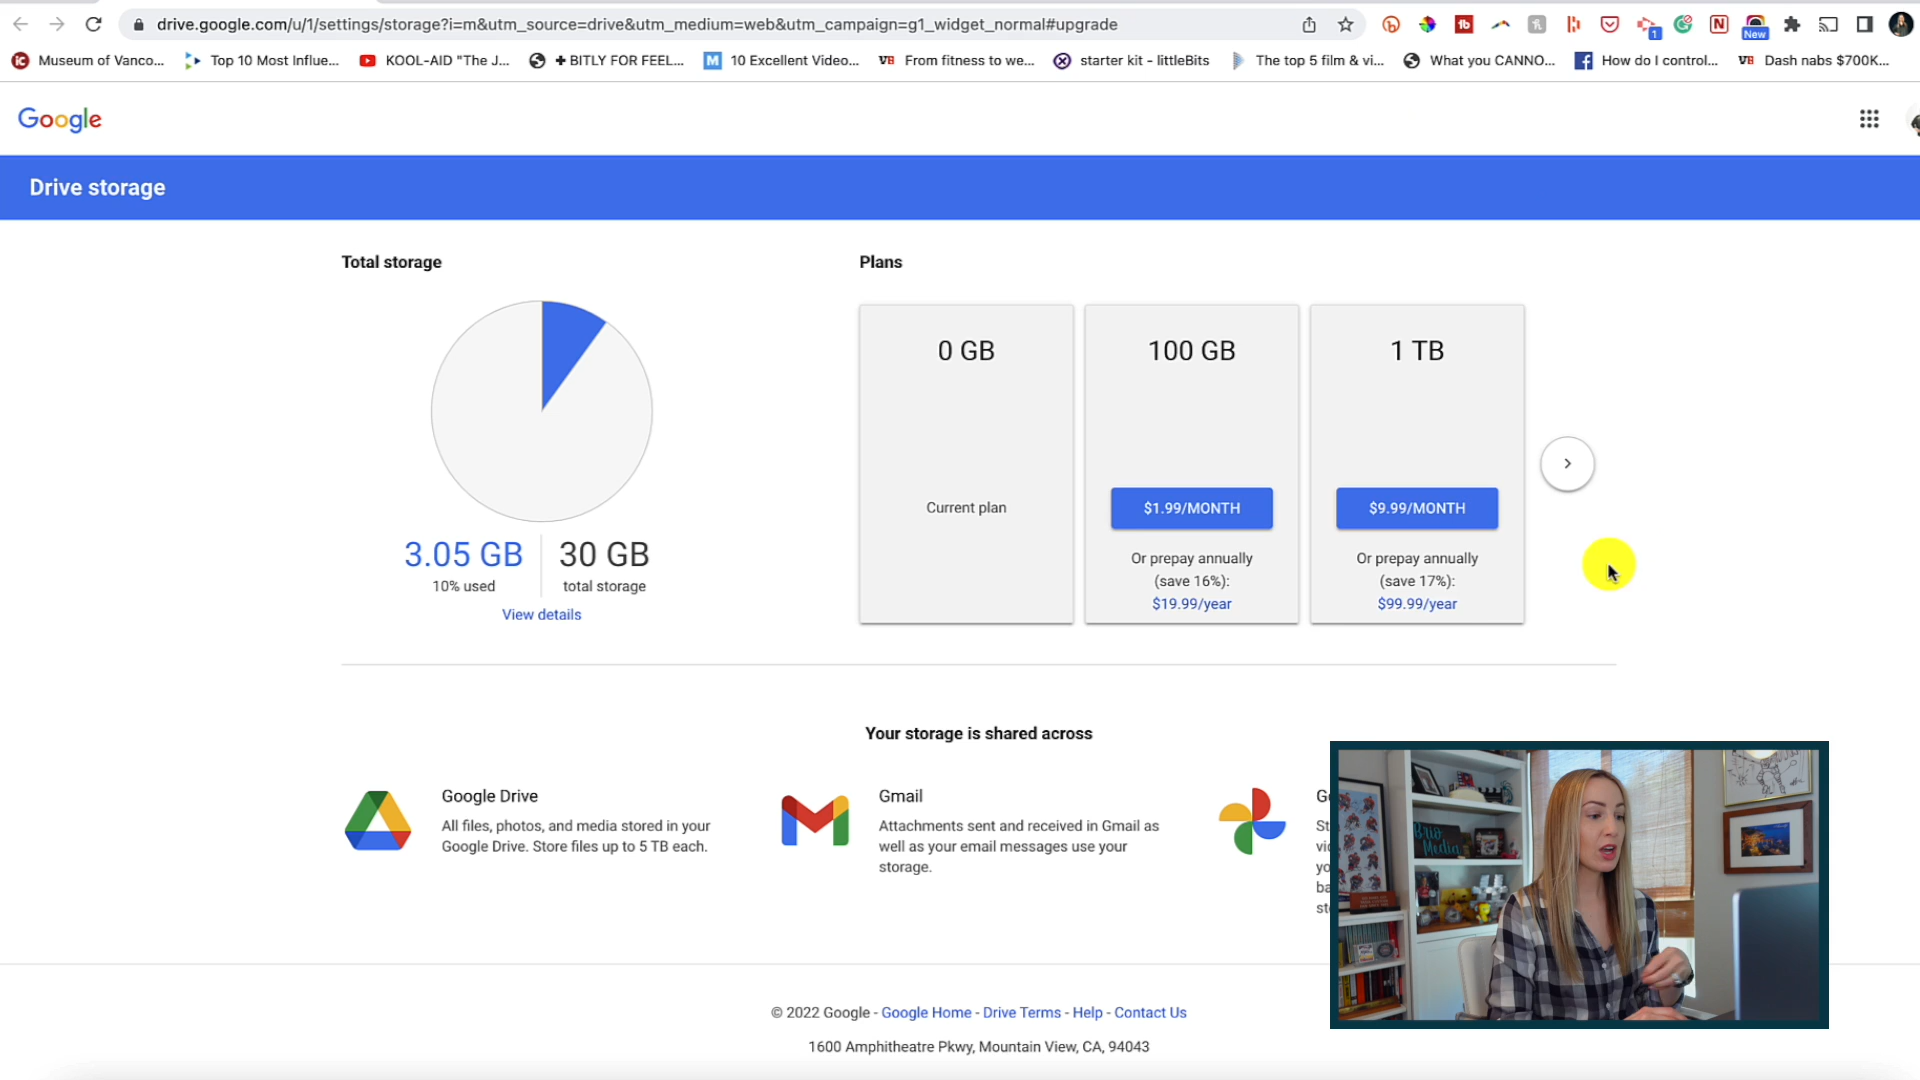 drive.google.com/u/1/settings/storage?i=m&utm_source=drive&utm_medium=web&utm_campaign=g1_widget_normal#upgrade
1
New
Museum of Vanco...
Top 10 Most Influe...
KOOL-AID "The J...
✚ BITLY FOR FEEL...
10 Excellent Video...
From fitness to we...
starter kit - littleBits
The top 5 film & vi...
What you CANNO...
How do I control...
Dash nabs $700K...
Google
Drive storage
Total storage
Plans
0 GB
100 GB
1 TB
Current plan
$1.99/MONTH
$9.99/MONTH
Or prepay annually
(save 16%):
$19.99/year
Or prepay annually
(save 17%):
$99.99/year
3.05 GB
10% used
30 GB
total storage
View details
Your storage is shared across
Google Drive
All files, photos, and media stored in your
Google Drive. Store files up to 5 TB each.
Gmail
Attachments sent and received in Gmail as
well as your email messages use your
storage.
Brio
Media
© 2022 Google - Google Home - Drive Terms - Help - Contact Us
1600 Amphitheatre Pkwy, Mountain View, CA, 94043